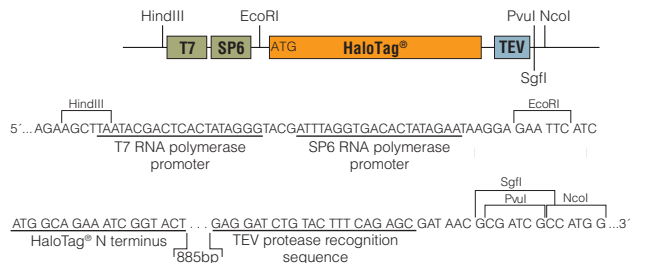 HindIII EcoRI PvuI NcoI
T7 SP6 ATG HaloTag® TEV
SgfI
HindIII EcoRI
5´... AGAAGCTTAATACGACTCACTATAGGGTACGATTTAGGTGACACTATAGAATAAGGA GAA TTC ATC
T7 RNA polymerase promoter
SP6 RNA polymerase promoter
SgfI
PvuI NcoI
ATG GCA GAA ATC GGT ACT . . . GAG GAT CTG TAC TTT CAG AGC GAT AAC GCG ATC GCC ATG G ...3´
HaloTag® N terminus
885bp
TEV protease recognition sequence